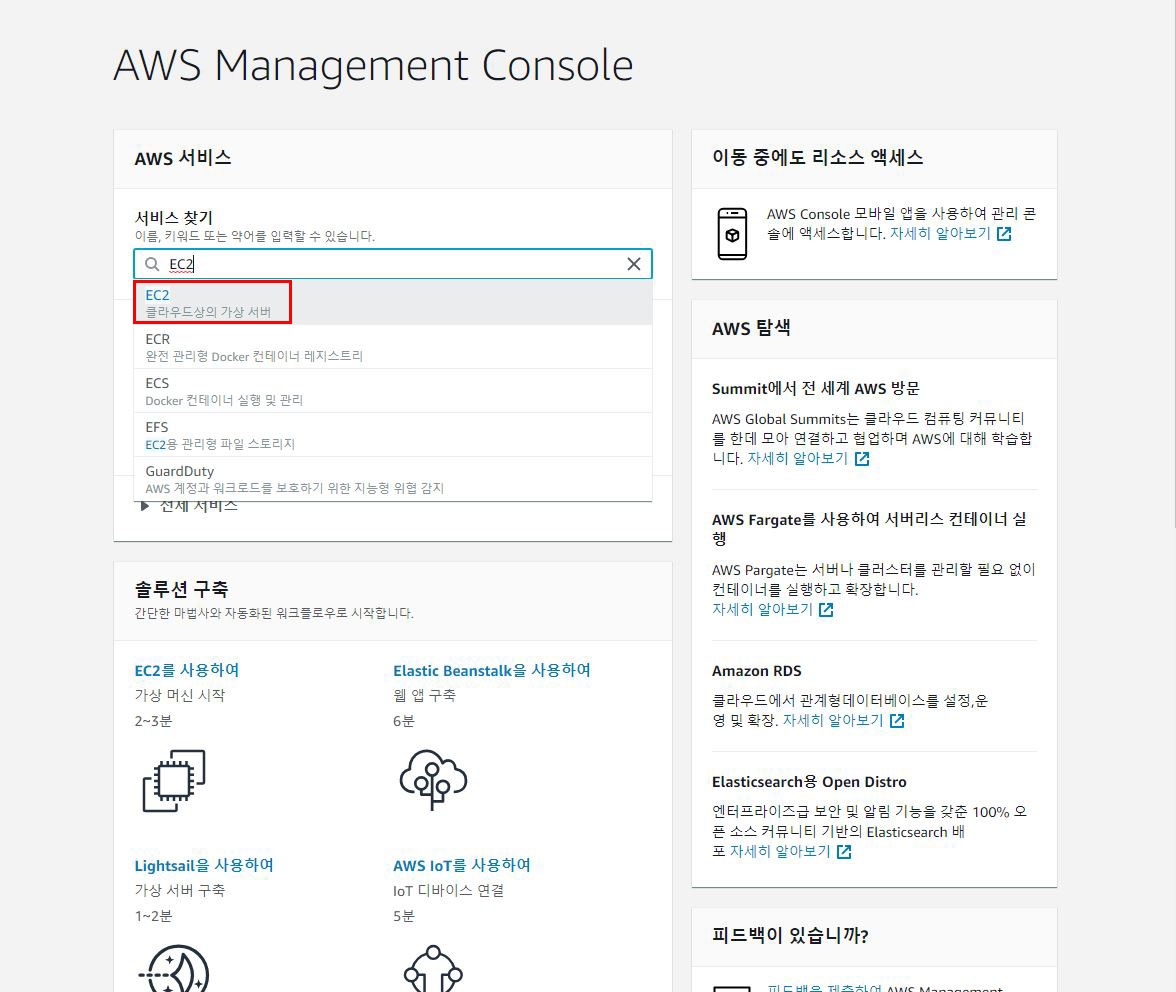 AWS Management Console
AWS 서비스
서비스 찾기
이름, 키워드 또는 약어를 입력할 수 있습니다.
EC2
EC2
클라우드상의 가상 서버
ECR
완전 관리형 Docker 컨테이너 레지스트리
ECS
Docker 컨테이너 실행 및 관리
EFS
EC2용 관리형 파일 스토리지
GuardDuty
AWS 계정과 워크로드를 보호하기 위한 지능형 위협 감지
전체 서비스
솔루션 구축
간단한 마법사와 자동화된 워크플로우로 시작합니다.
EC2를 사용하여
가상 머신 시작
2~3분
Elastic Beanstalk을 사용하여
웹 앱 구축
6분
Lightsail을 사용하여
가상 서버 구축
1~2분
AWS IoT를 사용하여
IoT 디바이스 연결
5분
이동 중에도 리소스 액세스
AWS Console 모바일 앱을 사용하여 관리 콘
솔에 액세스합니다. 자세히 알아보기
AWS 탐색
Summit에서 전 세계 AWS 방문
AWS Global Summits는 클라우드 컴퓨팅 커뮤니티
를 한데 모아 연결하고 협업하며 AWS에 대해 학습합
니다. 자세히 알아보기
AWS Fargate를 사용하여 서버리스 컨테이너 실
행
AWS Pargate는 서버나 클러스터를 관리할 필요 없이
컨테이너를 실행하고 확장합니다.
자세히 알아보기
Amazon RDS
클라우드에서 관계형데이터베이스를 설정,운
영 및 확장. 자세히 알아보기
Elasticsearch용 Open Distro
엔터프라이즈급 보안 및 알림 기능을 갖춘 100% 오
픈 소스 커뮤니티 기반의 Elasticsearch 배
포 자세히 알아보기
피드백이 있습니까?
피드백을 제출하여 AWS Management